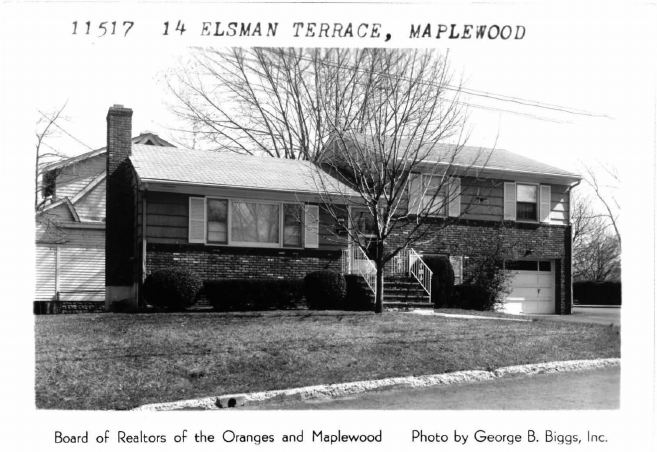 11517 14 ELSMAN TERRACE, MAPLEWOOD
Board of Realtors of the Oranges and Maplewood Photo by George B. Biggs, Inc.